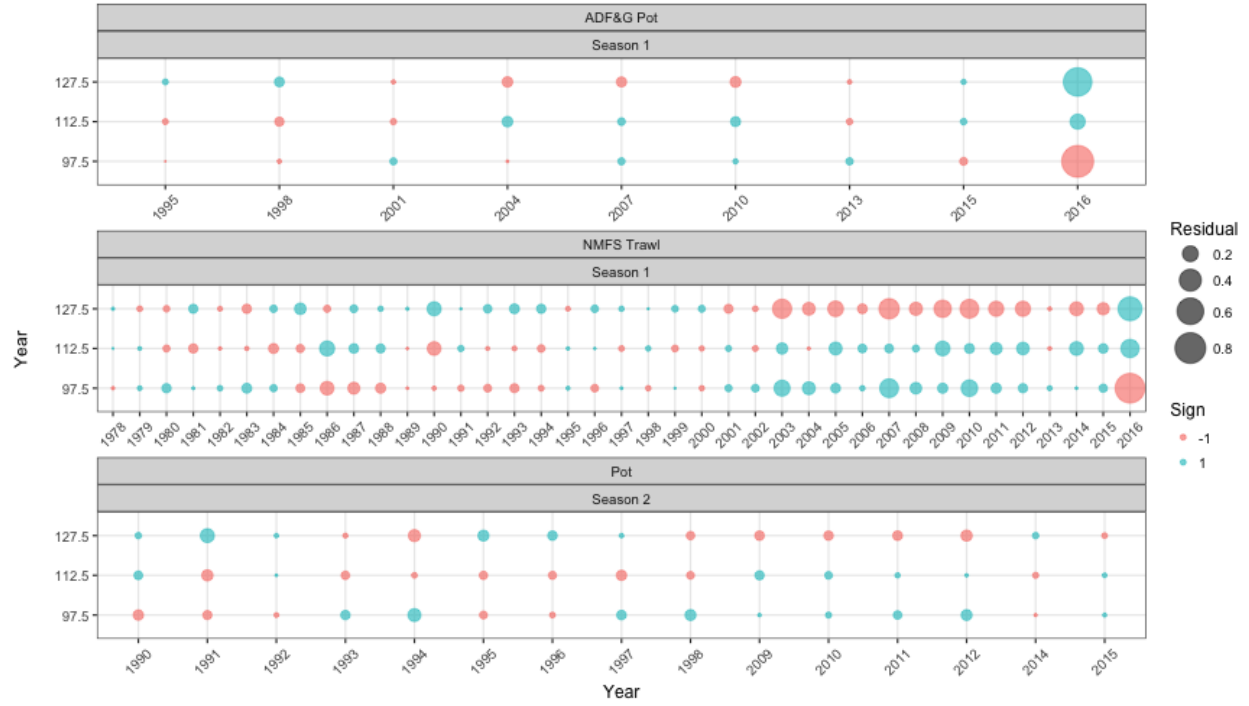 ADF&G Pot
Season 1
127.5
112.5
97.5
1995 1998 2001 2004 2007 2010 2013 2015 2016
NMFS Trawl
Season 1
127.5
112.5
97.5
1978 1979 1980 1981 1982 1983 1984 1985 1986 1987 1988 1989 1990 1991 1992 1993 1994 1995 1996 1997 1998 1999 2000 2001 2002 2003 2004 2005 2006 2007 2008 2009 2010 2011 2012 2013 2014 2015 2016
Pot
Season 2
127.5
112.5
97.5
1990 1991 1992 1993 1994 1995 1996 1997 1998 2009 2010 2011 2012 2014 2015
Year
Year
Residual
0.2
0.4
0.6
0.8
Sign
-1
1